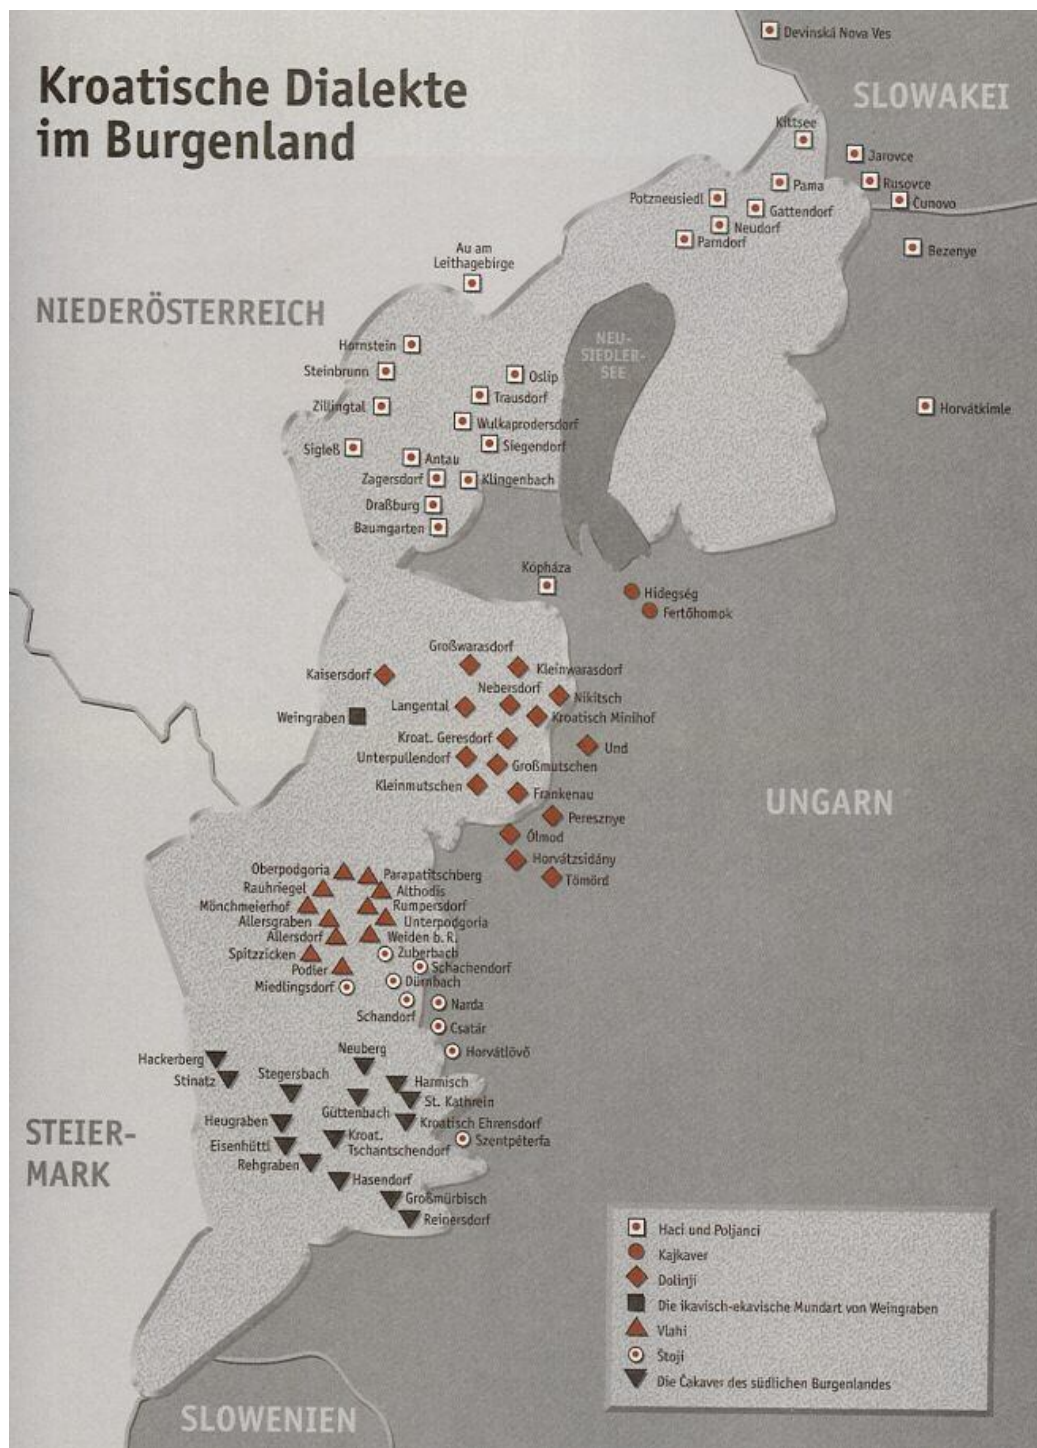 Kroatische Dialekte
im Burgenland
Devinská Nova Ves
SLOWAKEI
Kittsee
Jarovce
Pama
Rusovce
Potzneusiedl
Čunovo
Gattendorf
Neudorf
Parndorf
Bezenye
Au am
Leithagebirge
NIEDERÖSTERREICH
NEU-
SIEDLER-
SEE
Hornstein
Steinbrunn
Oslip
Trausdorf
Zillingtal
Horvátkimle
Wulkaprodersdorf
Siegendorf
Sigleß
Antau
Zagersdorf
Klingenbach
Draßburg
Baumgarten
Kópháza
Hidegség
Fertőhomok
Großwarasdorf
Kleinwarasdorf
Kaisersdorf
Nebersdorf
Nikitsch
Langental
Kroatisch Minihof
Weingraben
Kroat. Geresdorf
Und
Unterpullendorf
Großmutschen
Kleinmutschen
Frankenau
UNGARN
Peresznye
Ólmod
Horvátzsidány
Tömörd
Oberpodgoria
Parapatitschberg
Rauhriegel
Althodis
Mönchmeierhof
Rumpersdorf
Allersgraben
Unterpodgoria
Allersdorf
Weiden b. R.
Spitzzicken
Zuberbach
Podler
Schachendorf
Miedlingsdorf
Dürnbach
Schandorf
Narda
Csatár
Neuberg
Horvátlövő
Hackerberg
Stinatz
Stegersbach
Harmisch
St. Kathrein
Güttenbach
Heugraben
Kroatisch Ehrensdorf
STEIER-
MARK
Eisenhüttl
Kroat.
Tschantschendorf
Szentpéterfa
Rehgraben
Hasendorf
Großmürbisch
Reinersdorf
Haci und Poljanci
Kajkaver
Dolinji
Die ikavisch-ekavische Mundart von Weingraben
Vlahi
Štoji
Die Čakaver des südlichen Burgenlandes
SLOWENIEN